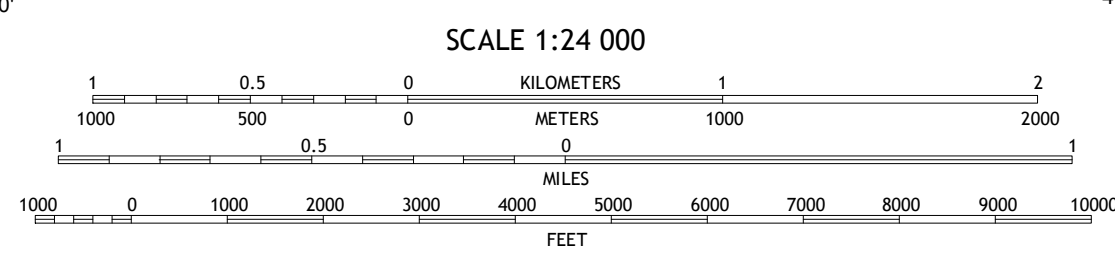 0'
SCALE 1:24 000
1 0.5 0 KILOMETERS 1 2
1000 500 0 METERS 1000 2000
1 0.5 0 1
MILES
1000 0 1000 2000 3000 4000 5000 6000 7000 8000 9000 10000
FEET